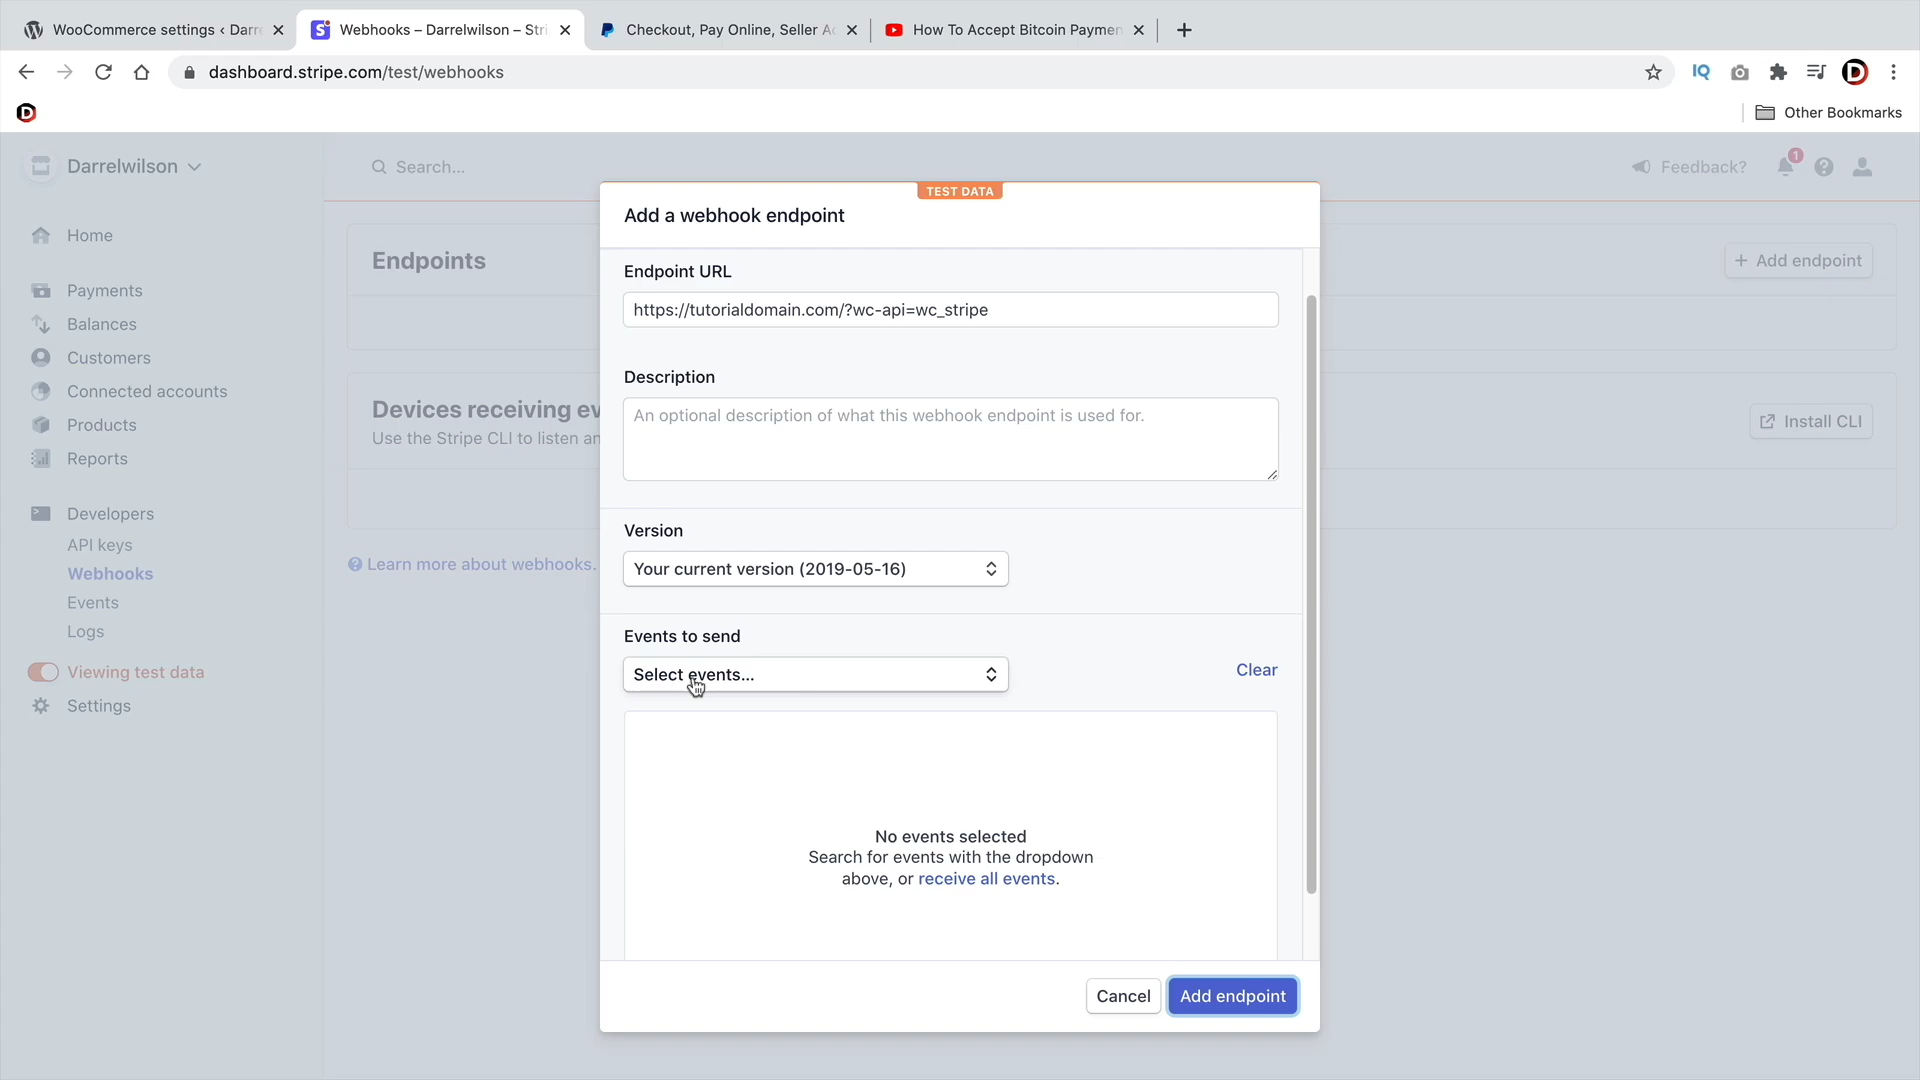 WooCommerce settings ‹ Darre
Webhooks – Darrelwilson – Stri
Checkout, Pay Online, Seller Ac
How To Accept Bitcoin Paymen
dashboard.stripe.com/test/webhooks
IQ
Other Bookmarks
Darrelwilson
Search...
Feedback?
1
TEST DATA
Add a webhook endpoint
Home
Payments
Balances
Customers
Connected accounts
Products
Reports
Developers
API keys
Webhooks
Events
Logs
Viewing test data
Settings
Endpoints
+ Add endpoint
Devices receiving ev
Use the Stripe CLI to listen an
Install CLI
Learn more about webhooks.
Endpoint URL
https://tutorialdomain.com/?wc-api=wc_stripe
Description
An optional description of what this webhook endpoint is used for.
Version
Your current version (2019-05-16)
Events to send
Select events...
Clear
No events selected
Search for events with the dropdown
above, or receive all events.
Cancel
Add endpoint